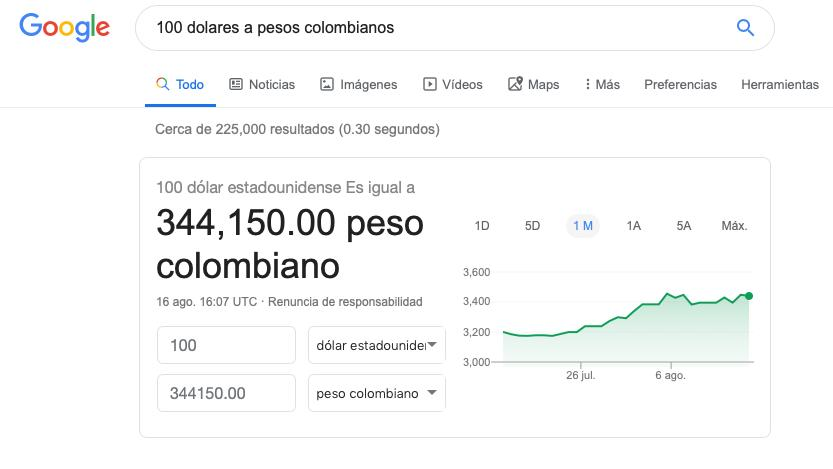 Google
100 dolares a pesos colombianos
Todo Noticias Imágenes Vídeos Maps Más Preferencias Herramientas
Cerca de 225,000 resultados (0.30 segundos)
100 dólar estadounidense Es igual a
344,150.00 peso
colombiano
16 ago. 16:07 UTC · Renuncia de responsabilidad
100 dólar estadounider
344150.00 peso colombiano
1D 5D 1 M 1A 5A Máx.
3,600
3,400
3,200
3,000
26 jul. 6 ago.